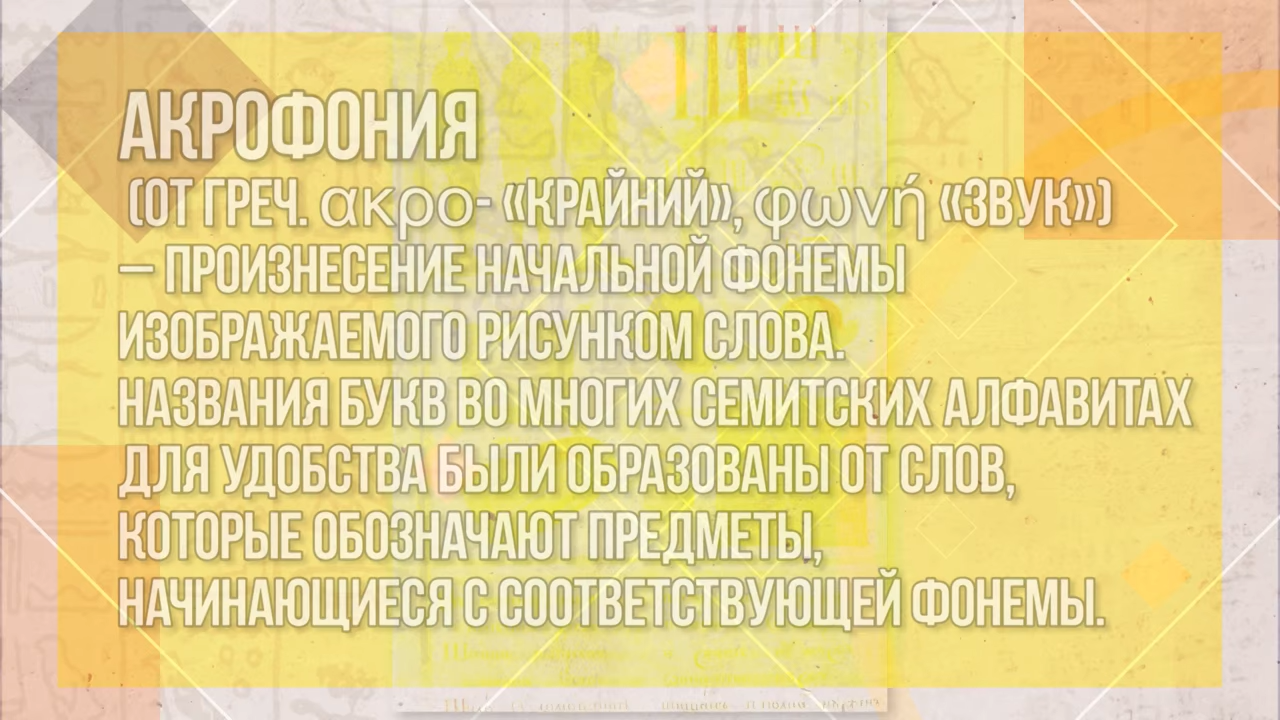 АКРОФОНИЯ
(ОТ ГРЕЧ. ακρο- «КРАЙНИЙ», φωνή «ЗВУК»)
– ПРОИЗНЕСЕНИЕ НАЧАЛЬНОЙ ФОНЕМЫ
ИЗОБРАЖАЕМОГО РИСУНКОМ СЛОВА.
НАЗВАНИЯ БУКВ ВО МНОГИХ СЕМИТСКИХ АЛФАВИТАХ
ДЛЯ УДОБСТВА БЫЛИ ОБРАЗОВАНЫ ОТ СЛОВ,
КОТОРЫЕ ОБОЗНАЧАЮТ ПРЕДМЕТЫ,
НАЧИНАЮЩИЕСЯ С СООТВЕТСТВУЮЩЕЙ ФОНЕМЫ.